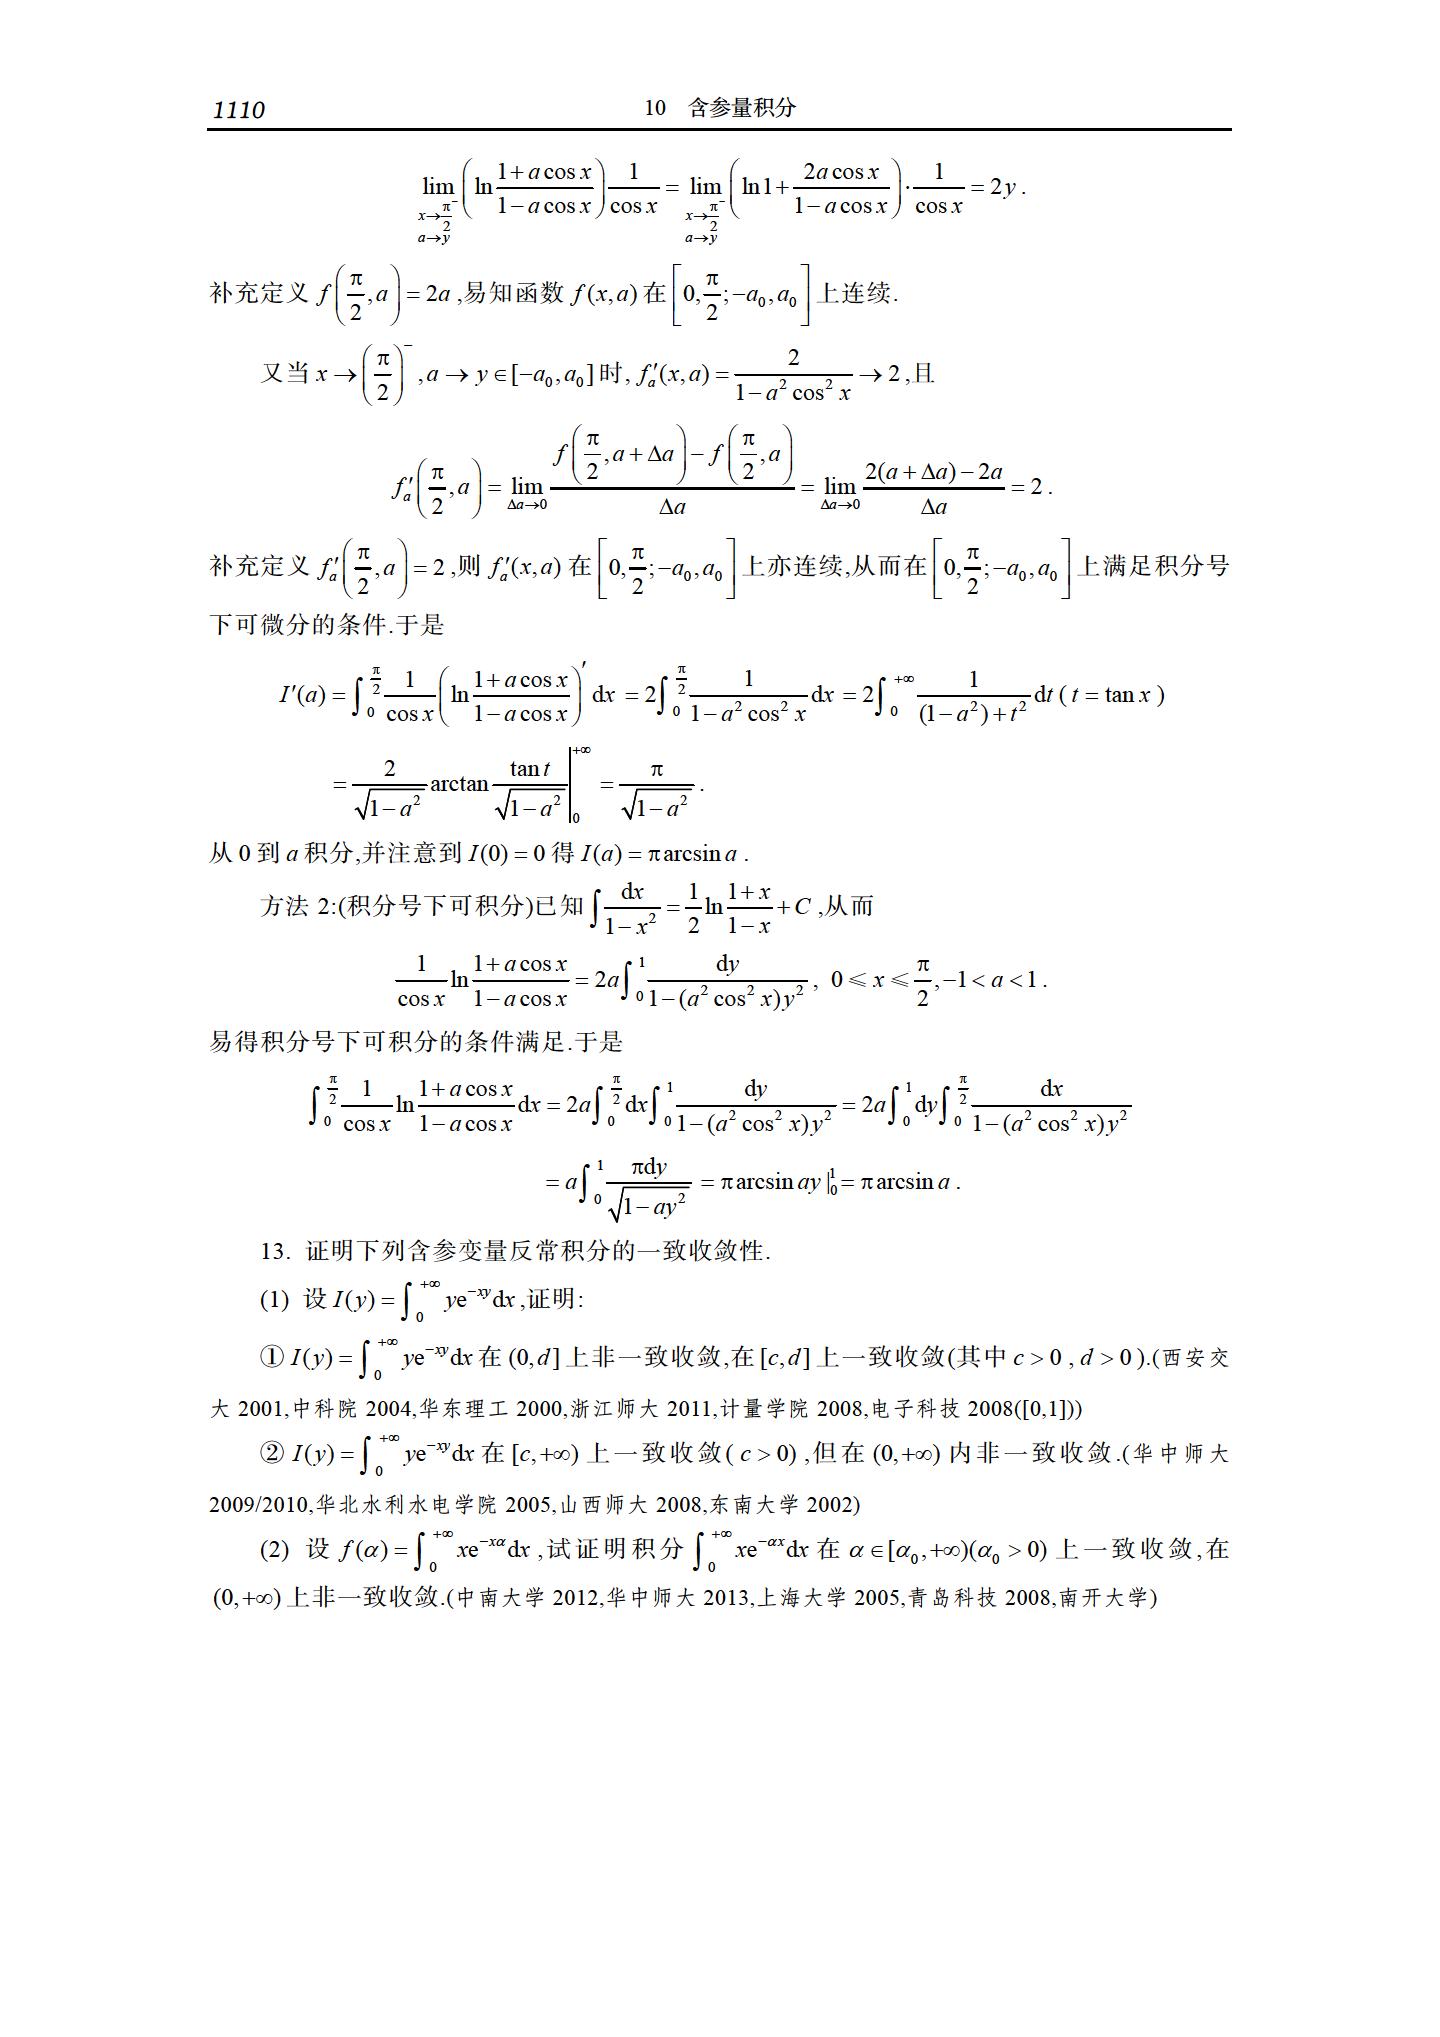 1110 10 含参量积分
$\lim\limits_{\substack{x\to\frac{\pi}{2}^-\\a\to y}}\left(\ln\frac{1+a\cos x}{1-a\cos x}\right)\frac{1}{\cos x}=\lim\limits_{\substack{x\to\frac{\pi}{2}^-\\a\to y}}\left(\ln 1+\frac{2a\cos x}{1-a\cos x}\right)\cdot\frac{1}{\cos x}=2y.$
补充定义 $f\left(\frac{\pi}{2},a\right)=2a$,易知函数 $f(x,a)$ 在 $\left[0,\frac{\pi}{2};-a_0,a_0\right]$ 上连续.
又当 $x\to\left(\frac{\pi}{2}\right)^-,a\to y\in[-a_0,a_0]$ 时, $f_a'(x,a)=\frac{2}{1-a^2\cos^2 x}\to 2$,且
$f_a'\left(\frac{\pi}{2},a\right)=\lim\limits_{\Delta a\to 0}\frac{f\left(\frac{\pi}{2},a+\Delta a\right)-f\left(\frac{\pi}{2},a\right)}{\Delta a}=\lim\limits_{\Delta a\to 0}\frac{2(a+\Delta a)-2a}{\Delta a}=2.$
补充定义 $f_a'\left(\frac{\pi}{2},a\right)=2$,则 $f_a'(x,a)$ 在 $\left[0,\frac{\pi}{2};-a_0,a_0\right]$ 上亦连续,从而在 $\left[0,\frac{\pi}{2};-a_0,a_0\right]$ 上满足积分号
下可微分的条件.于是
$I'(a)=\int_0^{\frac{\pi}{2}}\frac{1}{\cos x}\left(\ln\frac{1+a\cos x}{1-a\cos x}\right)'dx=2\int_0^{\frac{\pi}{2}}\frac{1}{1-a^2\cos^2 x}dx=2\int_0^{+\infty}\frac{1}{(1-a^2)+t^2}dt\,(t=\tan x)$
$=\frac{2}{\sqrt{1-a^2}}\arctan\frac{\tan t}{\sqrt{1-a^2}}\Big|_0^{+\infty}=\frac{\pi}{\sqrt{1-a^2}}.$
从 0 到 $a$ 积分,并注意到 $I(0)=0$ 得 $I(a)=\pi\arcsin a$.
方法 2:(积分号下可积分)已知 $\int\frac{dx}{1-x^2}=\frac{1}{2}\ln\frac{1+x}{1-x}+C$,从而
$\frac{1}{\cos x}\ln\frac{1+a\cos x}{1-a\cos x}=2a\int_0^1\frac{dy}{1-(a^2\cos^2 x)y^2},\ 0\leqslant x\leqslant\frac{\pi}{2},-1<a<1.$
易得积分号下可积分的条件满足.于是
$\int_0^{\frac{\pi}{2}}\frac{1}{\cos x}\ln\frac{1+a\cos x}{1-a\cos x}dx=2a\int_0^{\frac{\pi}{2}}dx\int_0^1\frac{dy}{1-(a^2\cos^2 x)y^2}=2a\int_0^1 dy\int_0^{\frac{\pi}{2}}\frac{dx}{1-(a^2\cos^2 x)y^2}$
$=a\int_0^1\frac{\pi dy}{\sqrt{1-ay^2}}=\pi\arcsin ay\,|_0^1=\pi\arcsin a.$
13. 证明下列含参变量反常积分的一致收敛性.
(1) 设 $I(y)=\int_0^{+\infty}ye^{-xy}dx$,证明:
① $I(y)=\int_0^{+\infty}ye^{-xy}dx$ 在 $(0,d]$ 上非一致收敛,在 $[c,d]$ 上一致收敛(其中 $c>0,d>0$).(西安交
大 2001,中科院 2004,华东理工 2000,浙江师大 2011,计量学院 2008,电子科技 2008([0,1]))
② $I(y)=\int_0^{+\infty}ye^{-xy}dx$ 在 $[c,+\infty)$ 上一致收敛($c>0$),但在 $(0,+\infty)$ 内非一致收敛.(华中师大
2009/2010,华北水利水电学院 2005,山西师大 2008,东南大学 2002)
(2) 设 $f(\alpha)=\int_0^{+\infty}xe^{-x\alpha}dx$,试证明积分 $\int_0^{+\infty}xe^{-\alpha x}dx$ 在 $\alpha\in[\alpha_0,+\infty)(\alpha_0>0)$ 上一致收敛,在
$(0,+\infty)$ 上非一致收敛.(中南大学 2012,华中师大 2013,上海大学 2005,青岛科技 2008,南开大学)